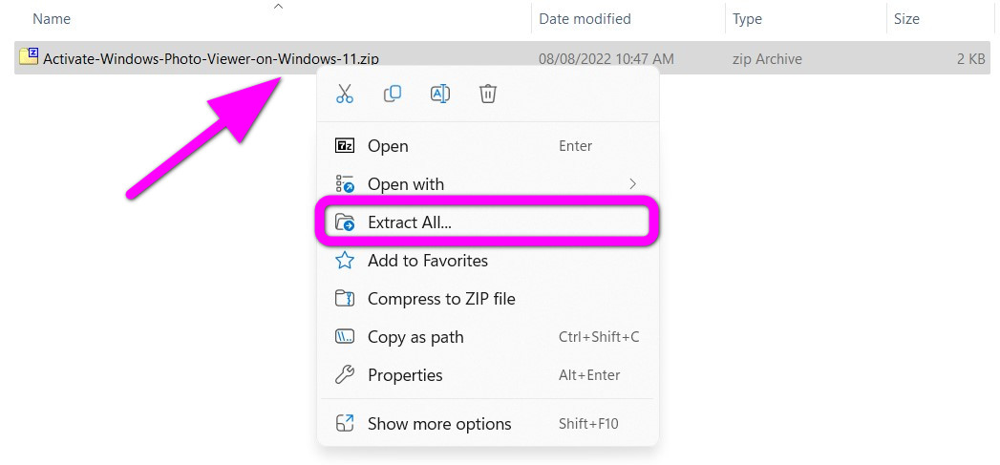 Name Date modified Type Size
Activate-Windows-Photo-Viewer-on-Windows-11.zip 08/08/2022 10:47 AM zip Archive 2 KB
Open Enter
Open with
Extract All...
Add to Favorites
Compress to ZIP file
Copy as path Ctrl+Shift+C
Properties Alt+Enter
Show more options Shift+F10